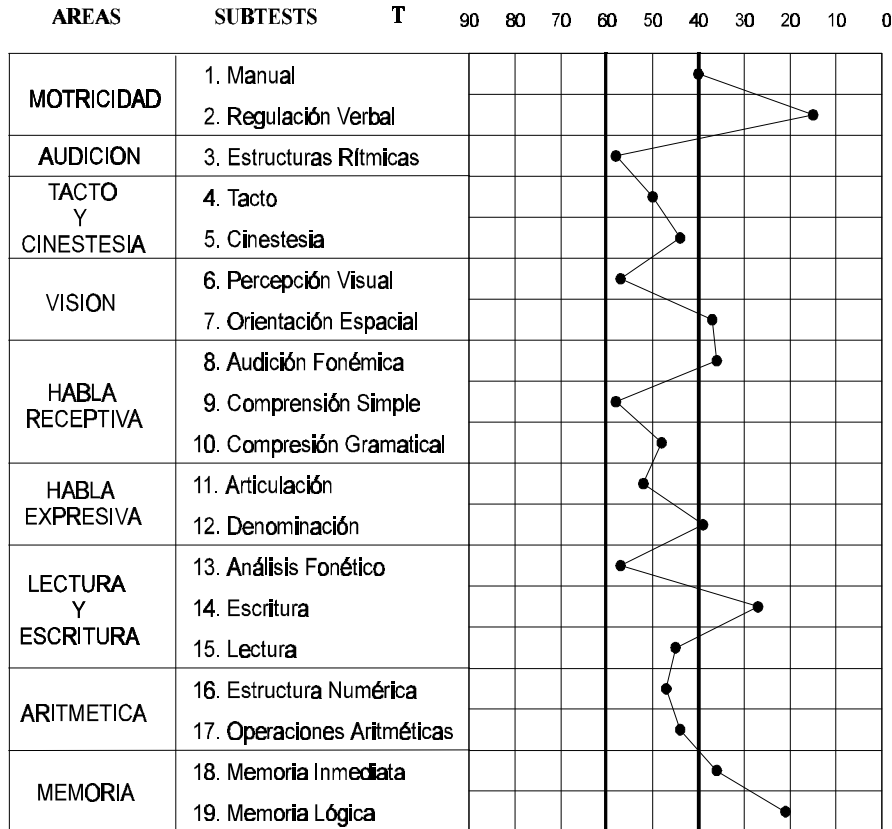 AREAS SUBTESTS T 90 80 70 60 50 40 30 20 10 0
MOTRICIDAD
1. Manual
2. Regulación Verbal
AUDICION
3. Estructuras Rítmicas
TACTO
Y
CINESTESIA
4. Tacto
5. Cinestesia
VISION
6. Percepción Visual
7. Orientación Espacial
HABLA
RECEPTIVA
8. Audición Fonémica
9. Comprensión Simple
10. Compresión Gramatical
HABLA
EXPRESIVA
11. Articulación
12. Denominación
LECTURA
Y
ESCRITURA
13. Análisis Fonético
14. Escritura
15. Lectura
ARITMETICA
16. Estructura Numérica
17. Operaciones Aritméticas
MEMORIA
18. Memoria Inmediata
19. Memoria Lógica